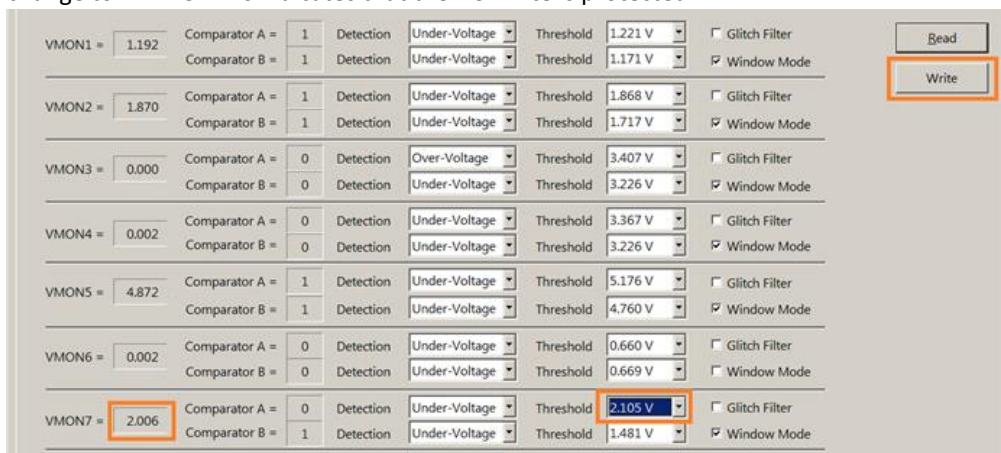 VMON1 = 1.192 Comparator A = 1 Detection Under-Voltage Threshold 1.221 V Glitch Filter Read
Comparator B = 1 Detection Under-Voltage Threshold 1.171 V Window Mode
Write
VMON2 = 1.870 Comparator A = 1 Detection Under-Voltage Threshold 1.868 V Glitch Filter
Comparator B = 1 Detection Under-Voltage Threshold 1.717 V Window Mode
VMON3 = 0.000 Comparator A = 0 Detection Over-Voltage Threshold 3.407 V Glitch Filter
Comparator B = 0 Detection Under-Voltage Threshold 3.226 V Window Mode
VMON4 = 0.002 Comparator A = 0 Detection Under-Voltage Threshold 3.367 V Glitch Filter
Comparator B = 0 Detection Under-Voltage Threshold 3.226 V Window Mode
VMON5 = 4.872 Comparator A = 1 Detection Under-Voltage Threshold 5.176 V Glitch Filter
Comparator B = 1 Detection Under-Voltage Threshold 4.760 V Window Mode
VMON6 = 0.002 Comparator A = 0 Detection Under-Voltage Threshold 0.660 V Glitch Filter
Comparator B = 0 Detection Under-Voltage Threshold 0.669 V Window Mode
VMON7 = 2.006 Comparator A = 0 Detection Under-Voltage Threshold 2.105 V Glitch Filter
Comparator B = 1 Detection Under-Voltage Threshold 1.481 V Window Mode